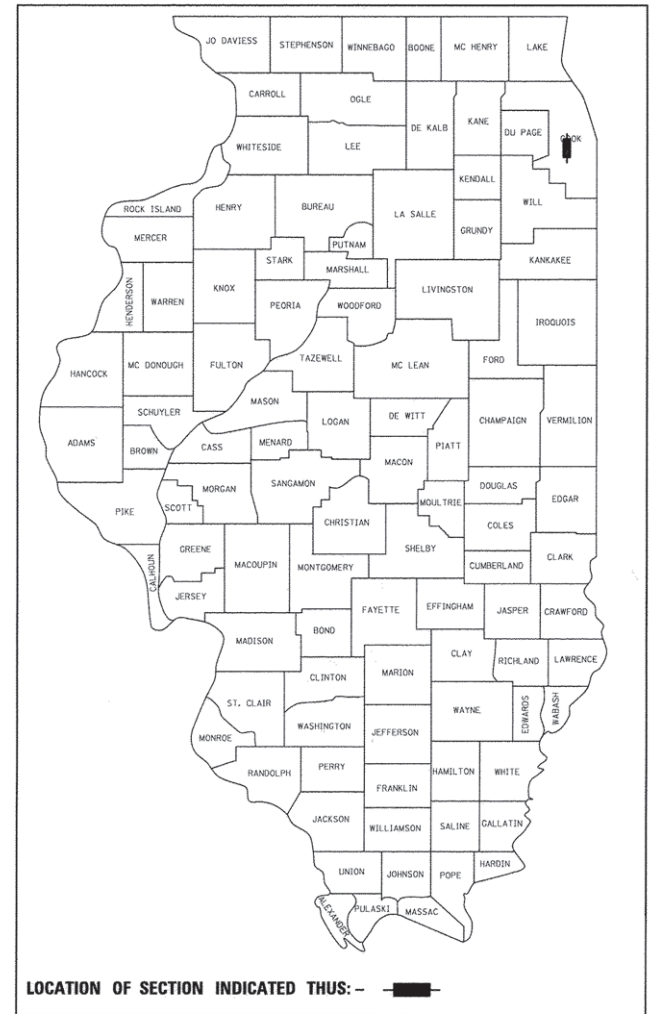 JO DAVIESS STEPHENSON WINNEBAGO BOONE MC HENRY LAKE
CARROLL OGLE DE KALB KANE DU PAGE COOK
WHITESIDE LEE
KENDALL
ROCK ISLAND HENRY BUREAU LA SALLE GRUNDY WILL
MERCER PUTNAM
STARK MARSHALL KANKAKEE
HENDERSON WARREN KNOX PEORIA WOODFORD LIVINGSTON IROQUOIS
HANCOCK MC DONOUGH FULTON TAZEWELL MC LEAN FORD
MASON
SCHUYLER LOGAN DE WITT CHAMPAIGN VERMILION
ADAMS BROWN CASS MENARD MACON PIATT
PIKE SCOTT MORGAN SANGAMON MOULTRIE DOUGLAS EDGAR
CHRISTIAN COLES
CALHOUN GREENE MACOUPIN MONTGOMERY SHELBY CUMBERLAND CLARK
JERSEY FAYETTE EFFINGHAM JASPER CRAWFORD
MADISON BOND
CLINTON MARION CLAY RICHLAND LAWRENCE
ST. CLAIR WASHINGTON WAYNE EDWARDS WABASH
MONROE JEFFERSON
RANDOLPH PERRY HAMILTON WHITE
FRANKLIN
JACKSON WILLIAMSON SALINE GALLATIN
UNION JOHNSON POPE HARDIN
ALEXANDER PULASKI MASSAC
LOCATION OF SECTION INDICATED THUS: -